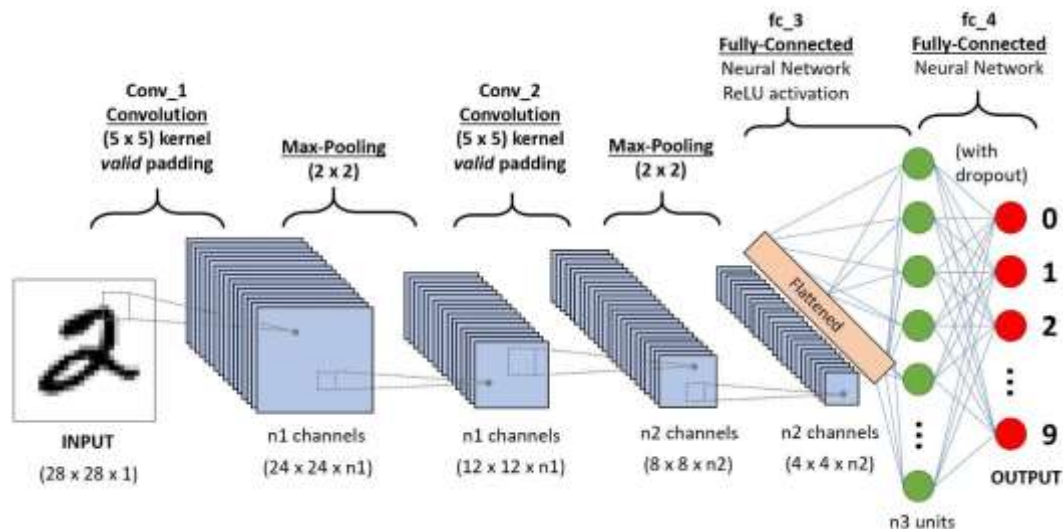 fc_3
Fully-Connected
Neural Network
ReLU activation
fc_4
Fully-Connected
Neural Network
Conv_1
Convolution
(5 x 5) kernel
valid padding
Max-Pooling
(2 x 2)
Conv_2
Convolution
(5 x 5) kernel
valid padding
Max-Pooling
(2 x 2)
(with
dropout)
2
Flattened
0
1
2
9
INPUT
(28 x 28 x 1)
n1 channels
(24 x 24 x n1)
n1 channels
(12 x 12 x n1)
n2 channels
(8 x 8 x n2)
n2 channels
(4 x 4 x n2)
OUTPUT
n3 units